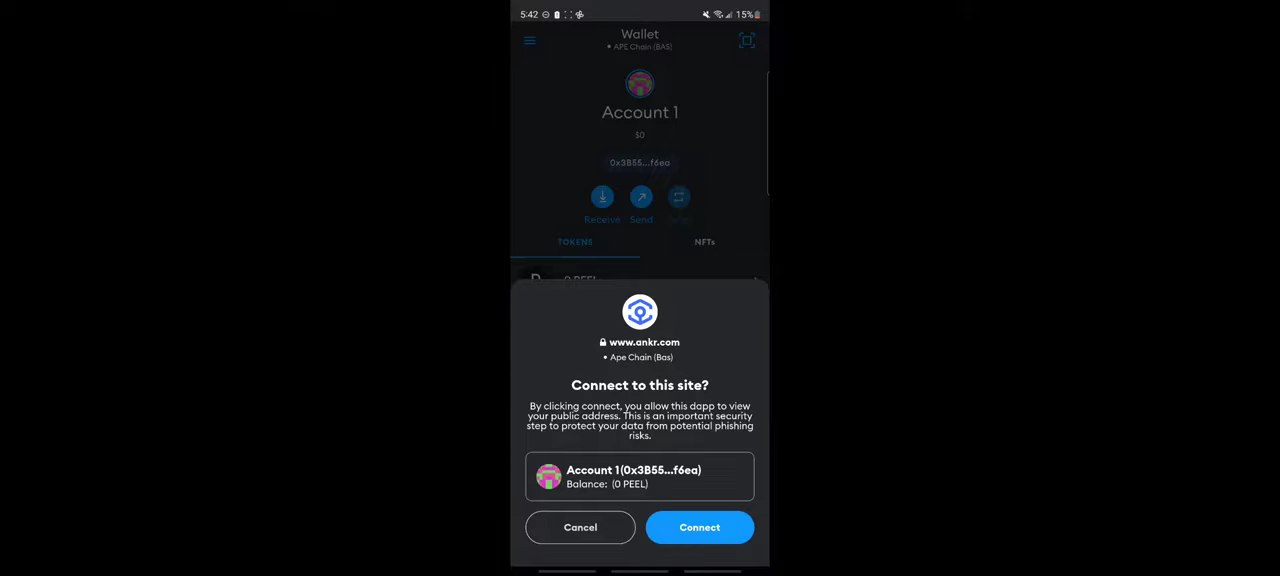 5:42
15%
Wallet
• APE Chain (BAS)
Account 1
$0
0x3B55...f6ea
Receive Send
TOKENS NFTs
0 PEEL
www.ankr.com
• Ape Chain (Bas)
Connect to this site?
By clicking connect, you allow this dapp to view
your public address. This is an important security
step to protect your data from potential phishing
risks.
Account 1(0x3B55...f6ea)
Balance: (0 PEEL)
Cancel Connect